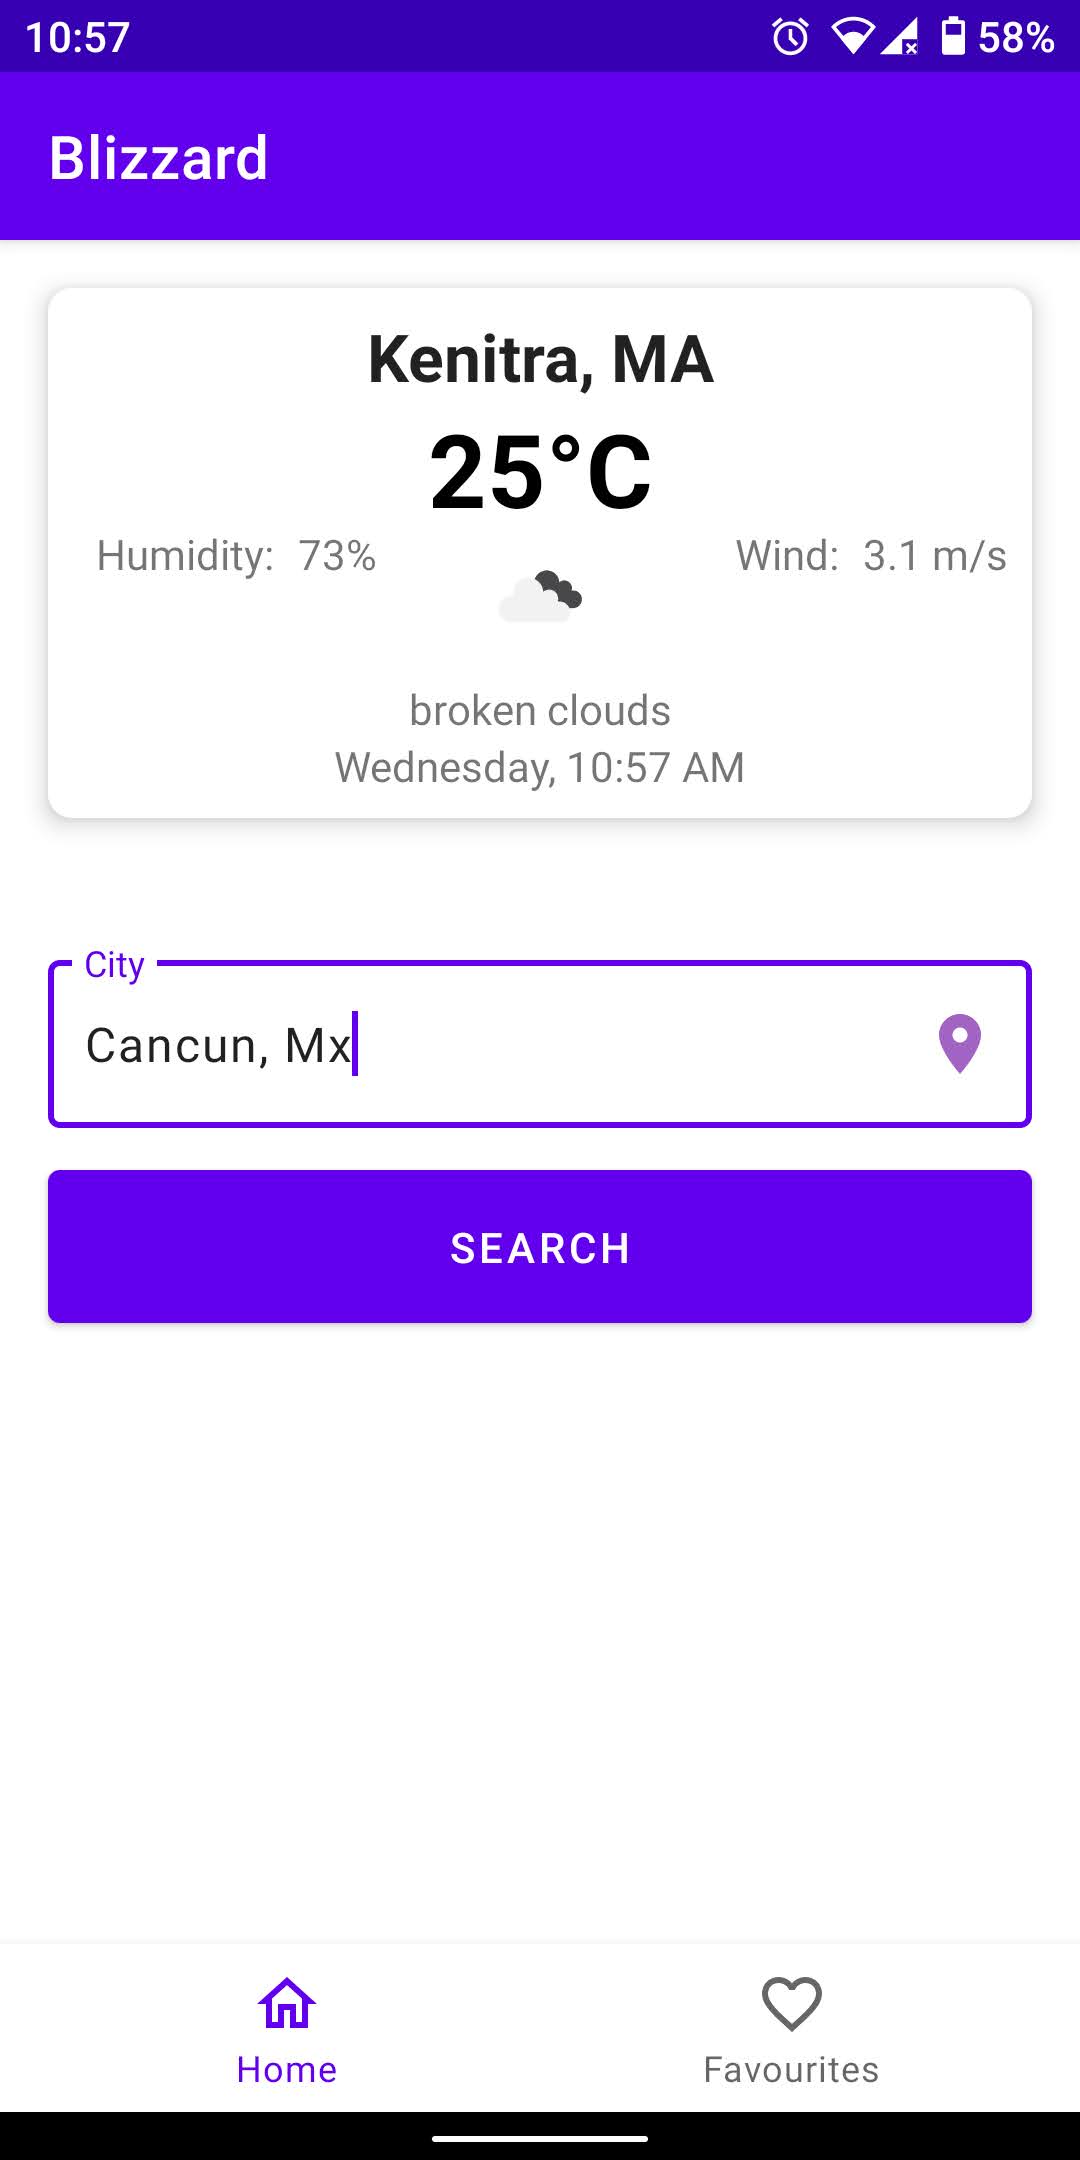 10:57 58%
Blizzard
Kenitra, MA
25°C
Humidity: 73% Wind: 3.1 m/s
broken clouds
Wednesday, 10:57 AM
City
Cancun, Mx
SEARCH
Home Favourites